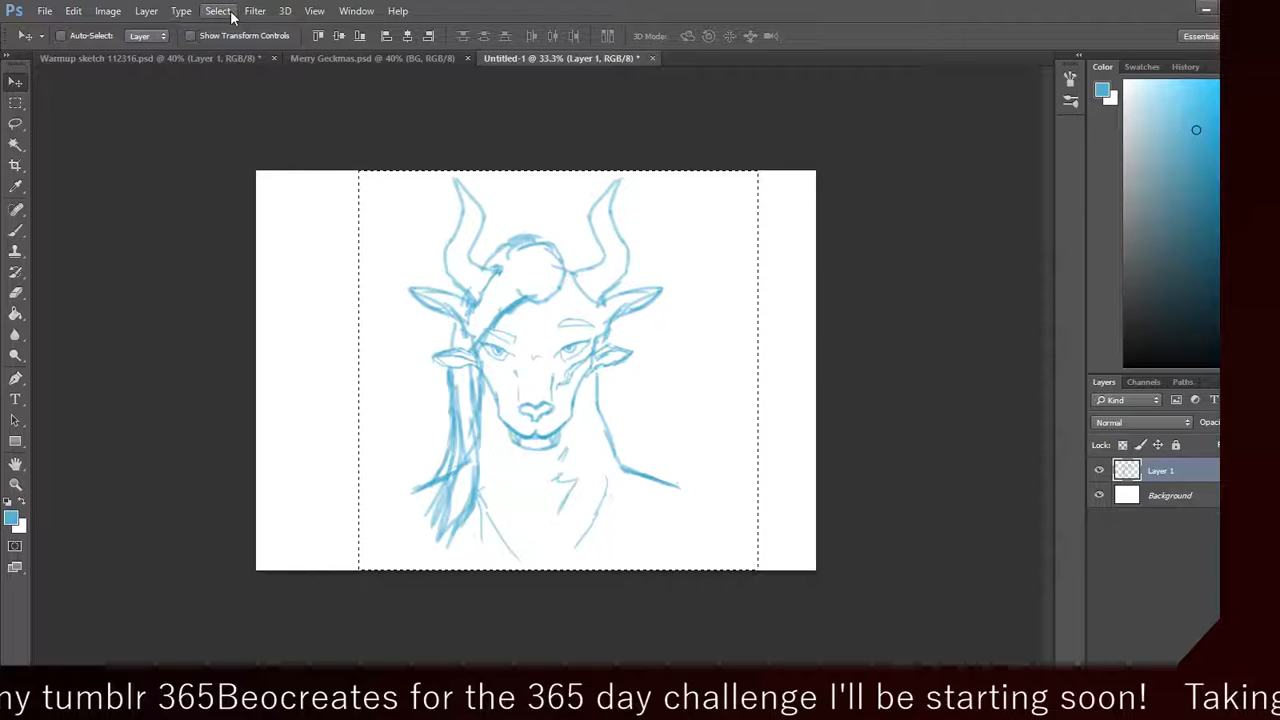 Ps File Edit Image Layer Type Select Filter 3D View Window Help
Auto-Select: Layer Show Transform Controls 3D Mode: Essentials
Warmup sketch 112316.psd @ 40% (Layer 1, RGB/8) * × Merry Geckmas.psd @ 40% (BG, RGB/8) × Untitled-1 @ 33.3% (Layer 1, RGB/8) * ×
Color Swatches History
Layers Channels Paths
Kind
Normal
Lock:
Layer 1
Background
my tumblr 365Beocreates for the 365 day challenge I'll be starting soon! Taking